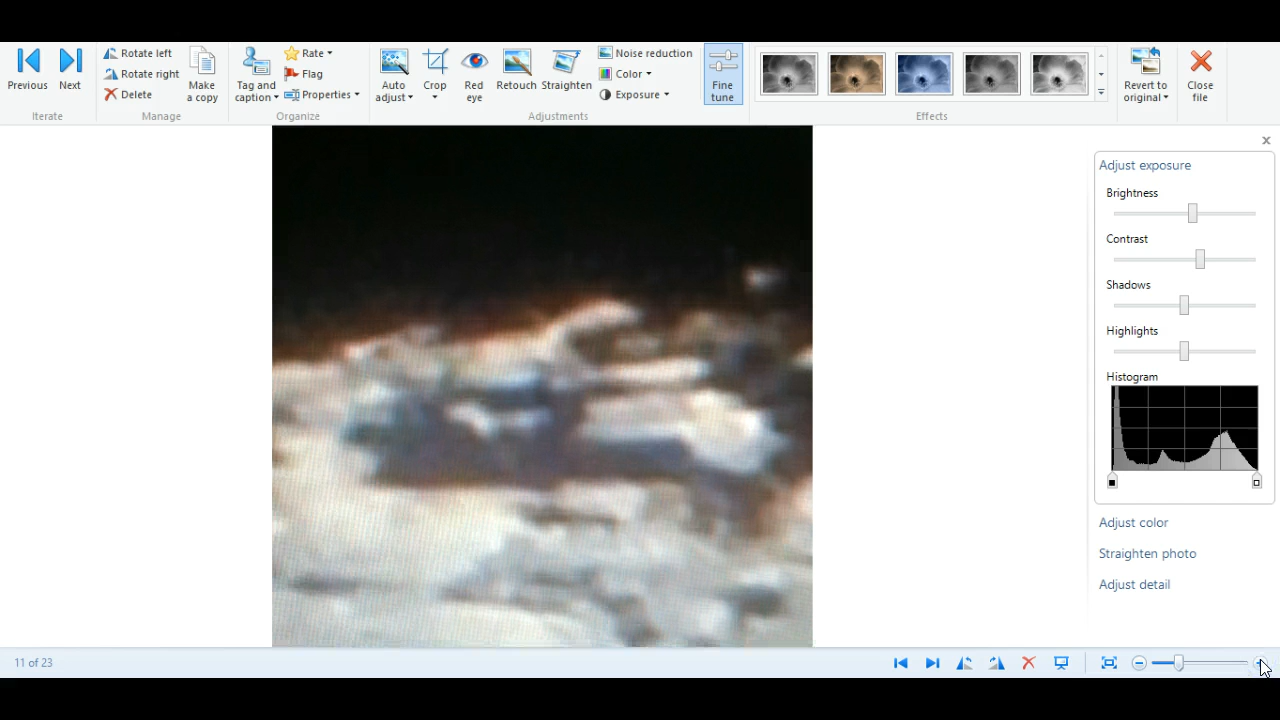 Previous
Next
Iterate
Rotate left
Rotate right
Delete
Make
a copy
Manage
Tag and
caption
Rate
Flag
Properties
Organize
Auto
adjust
Crop
Red
eye
Retouch
Straighten
Noise reduction
Color
Exposure
Adjustments
Fine
tune
Effects
Revert to
original
Close
file
Adjust exposure
Brightness
Contrast
Shadows
Highlights
Histogram
Adjust color
Straighten photo
Adjust detail
11 of 23